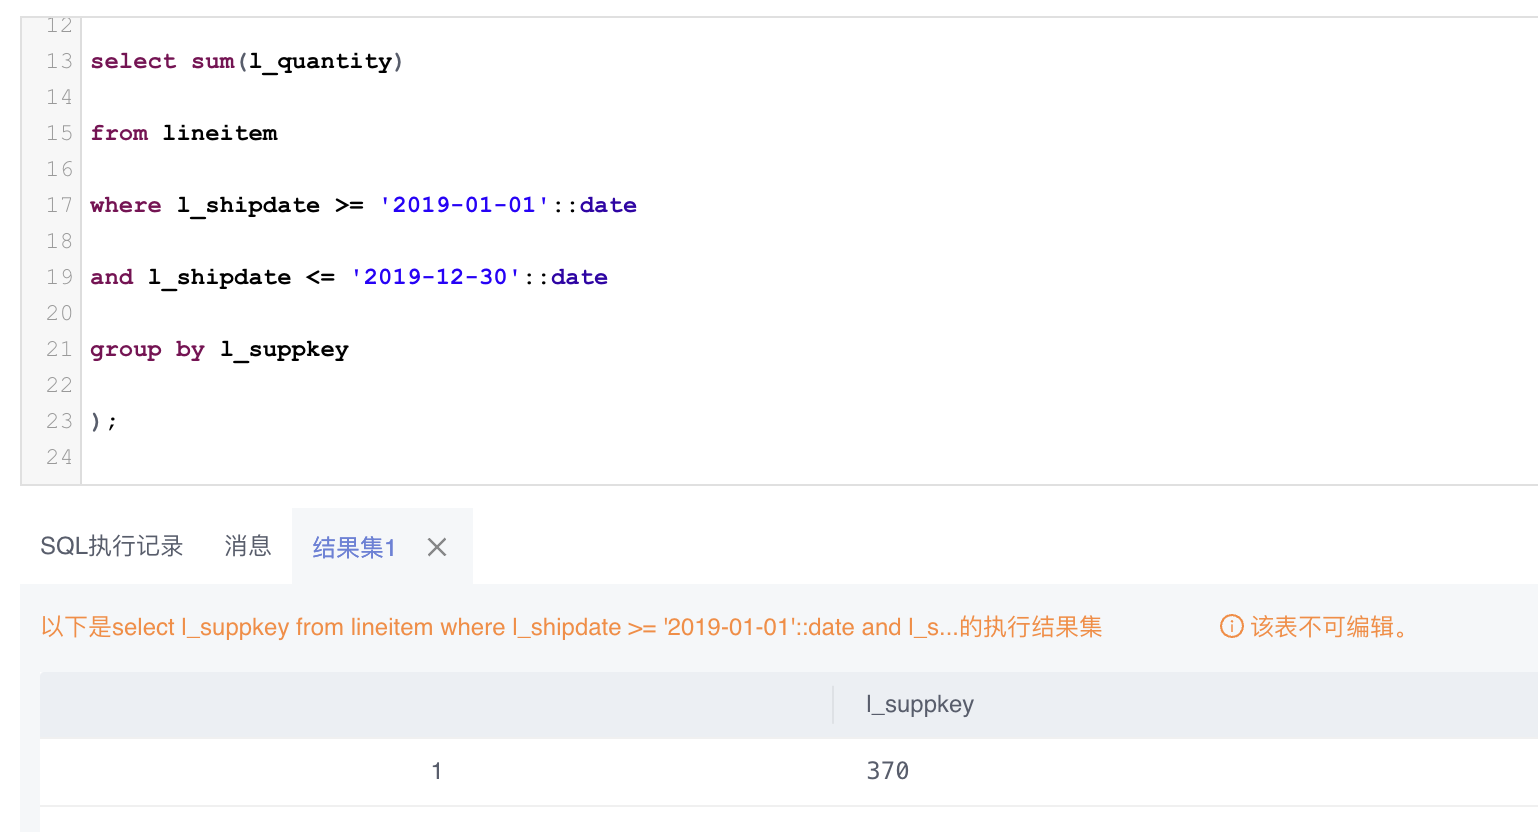 12
13 select sum(l_quantity)
14
15 from lineitem
16
17 where l_shipdate >= '2019-01-01'::date
18
19 and l_shipdate <= '2019-12-30'::date
20
21 group by l_suppkey
22
23 );
24
SQL执行记录 消息 结果集1
以下是select l_suppkey from lineitem where l_shipdate >= '2019-01-01'::date and l_s...的执行结果集 该表不可编辑。
l_suppkey
1 370